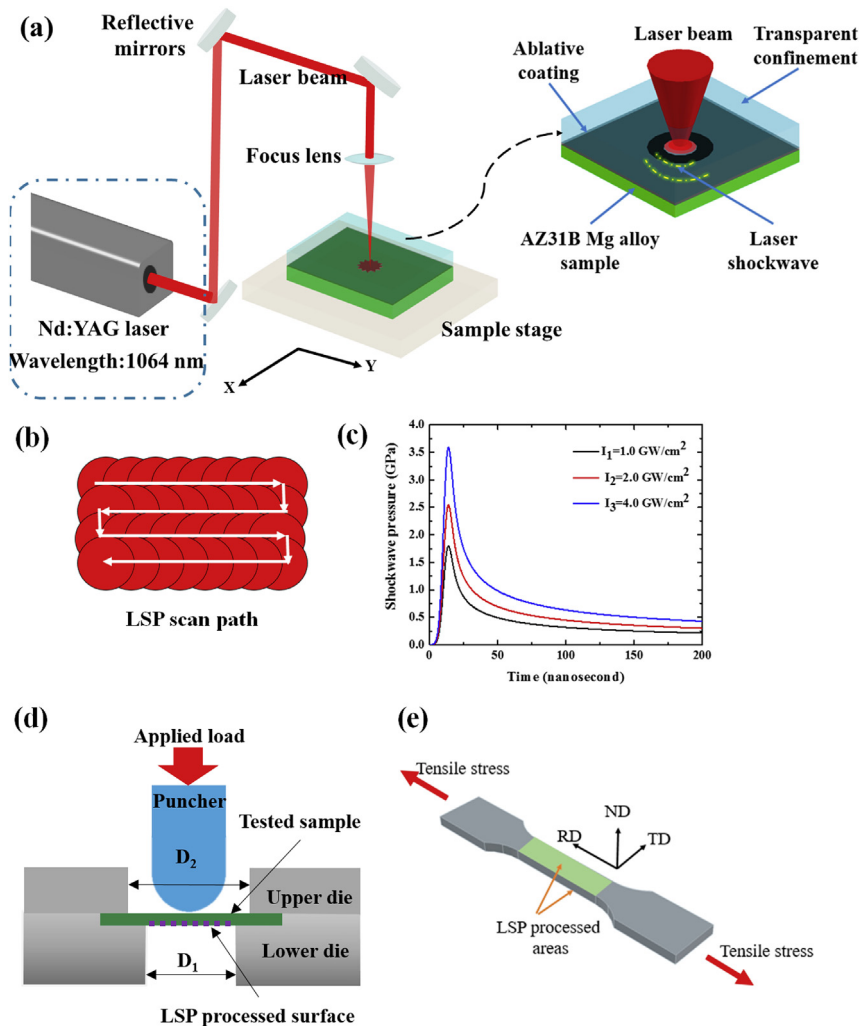 (a)
Reflective
mirrors
Laser beam
Focus lens
Nd:YAG laser
Wavelength:1064 nm
X
Y
Sample stage
Ablative
coating
Laser beam
Transparent
confinement
AZ31B Mg alloy
sample
Laser
shockwave
(b)
LSP scan path
(c)
Shockwave pressure (GPa)
4.0
3.5
3.0
2.5
2.0
1.5
1.0
0.5
0.0
I₁=1.0 GW/cm²
I₂=2.0 GW/cm²
I₃=4.0 GW/cm²
0
50
100
150
200
Time (nanosecond)
(d)
Applied load
Puncher
Tested sample
D₂
Upper die
Lower die
D₁
LSP processed surface
(e)
Tensile stress
ND
RD
TD
LSP processed
areas
Tensile stress